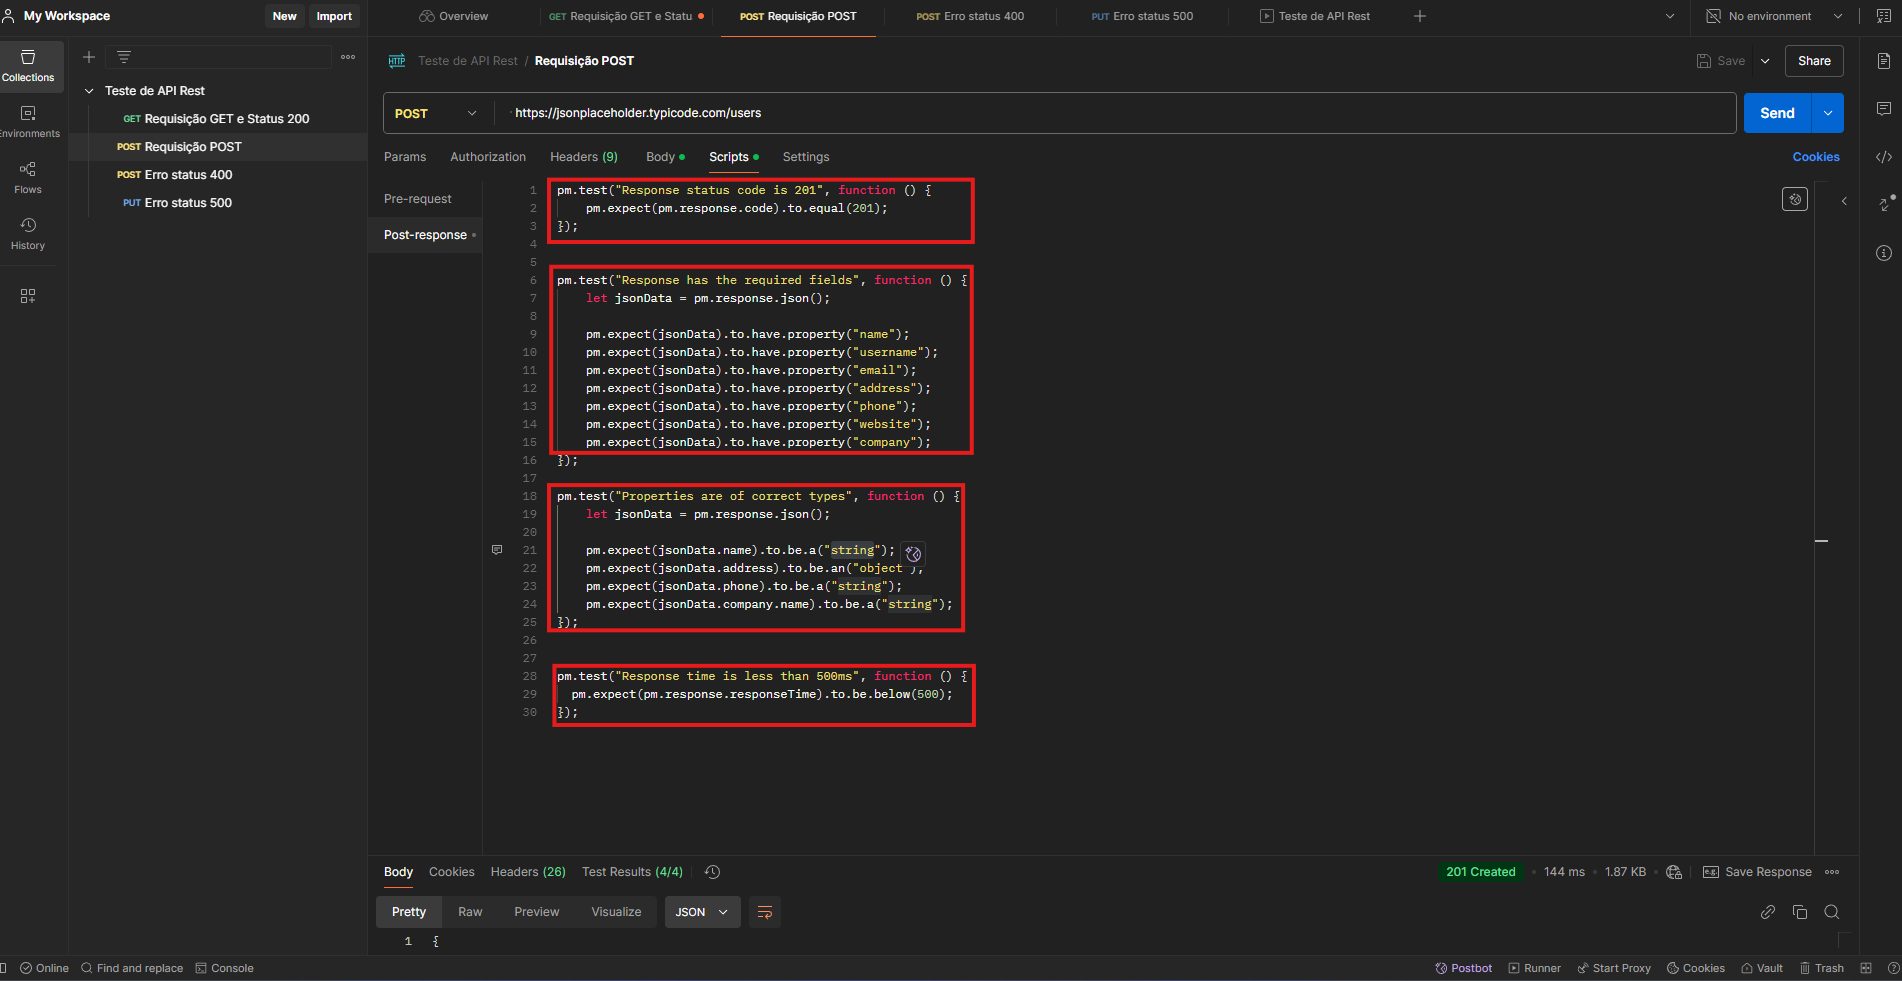 My Workspace
New
Import
Overview
GET Requisição GET e Statu
POST Requisição POST
POST Erro status 400
PUT Erro status 500
Teste de API Rest
No environment
Collections
Environments
Flows
History
Teste de API Rest
GET Requisição GET e Status 200
POST Requisição POST
POST Erro status 400
PUT Erro status 500
HTTP Teste de API Rest / Requisição POST
Save
Share
POST
https://jsonplaceholder.typicode.com/users
Send
Params
Authorization
Headers (9)
Body
Scripts
Settings
Cookies
Pre-request
Post-response
1 pm.test("Response status code is 201", function () {
2 pm.expect(pm.response.code).to.equal(201);
3 });
4
5
6 pm.test("Response has the required fields", function () {
7 let jsonData = pm.response.json();
8
9 pm.expect(jsonData).to.have.property("name");
10 pm.expect(jsonData).to.have.property("username");
11 pm.expect(jsonData).to.have.property("email");
12 pm.expect(jsonData).to.have.property("address");
13 pm.expect(jsonData).to.have.property("phone");
14 pm.expect(jsonData).to.have.property("website");
15 pm.expect(jsonData).to.have.property("company");
16 });
17
18 pm.test("Properties are of correct types", function () {
19 let jsonData = pm.response.json();
20
21 pm.expect(jsonData.name).to.be.a("string");
22 pm.expect(jsonData.address).to.be.an("object");
23 pm.expect(jsonData.phone).to.be.a("string");
24 pm.expect(jsonData.company.name).to.be.a("string");
25 });
26
27
28 pm.test("Response time is less than 500ms", function () {
29 pm.expect(pm.response.responseTime).to.be.below(500);
30 });
Body
Cookies
Headers (26)
Test Results (4/4)
201 Created
144 ms
1.87 KB
e.g. Save Response
Pretty
Raw
Preview
Visualize
JSON
1 {
Online
Find and replace
Console
Postbot
Runner
Start Proxy
Cookies
Vault
Trash